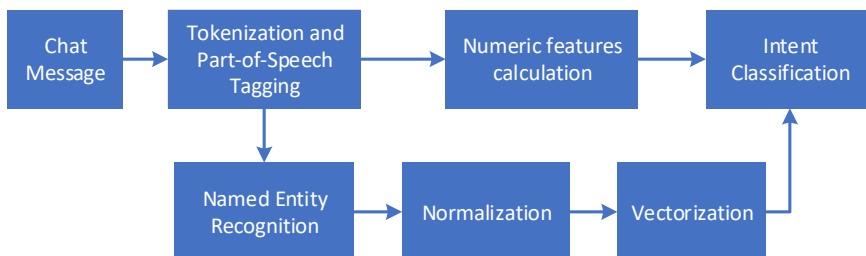 Chat
Message
Tokenization and
Part-of-Speech
Tagging
Numeric features
calculation
Intent
Classification
Named Entity
Recognition
Normalization
Vectorization